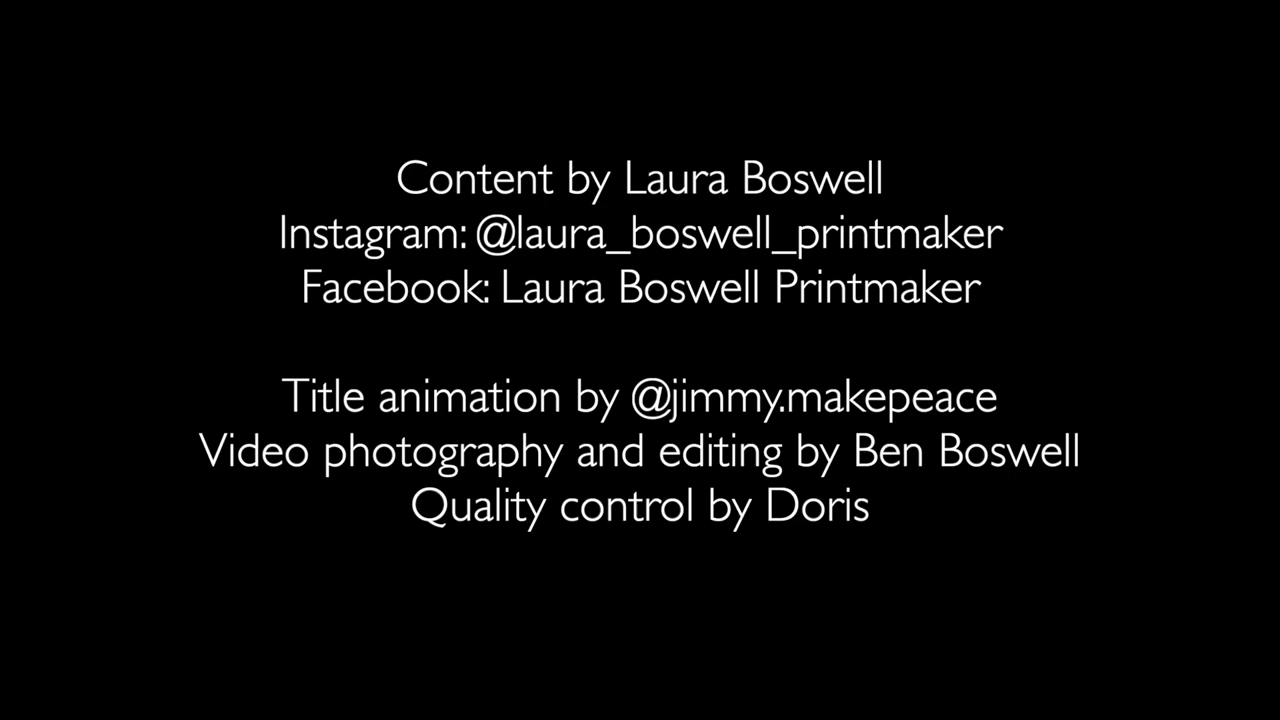 Content by Laura Boswell
Instagram: @laura_boswell_printmaker
Facebook: Laura Boswell Printmaker
Title animation by @jimmy.makepeace
Video photography and editing by Ben Boswell
Quality control by Doris